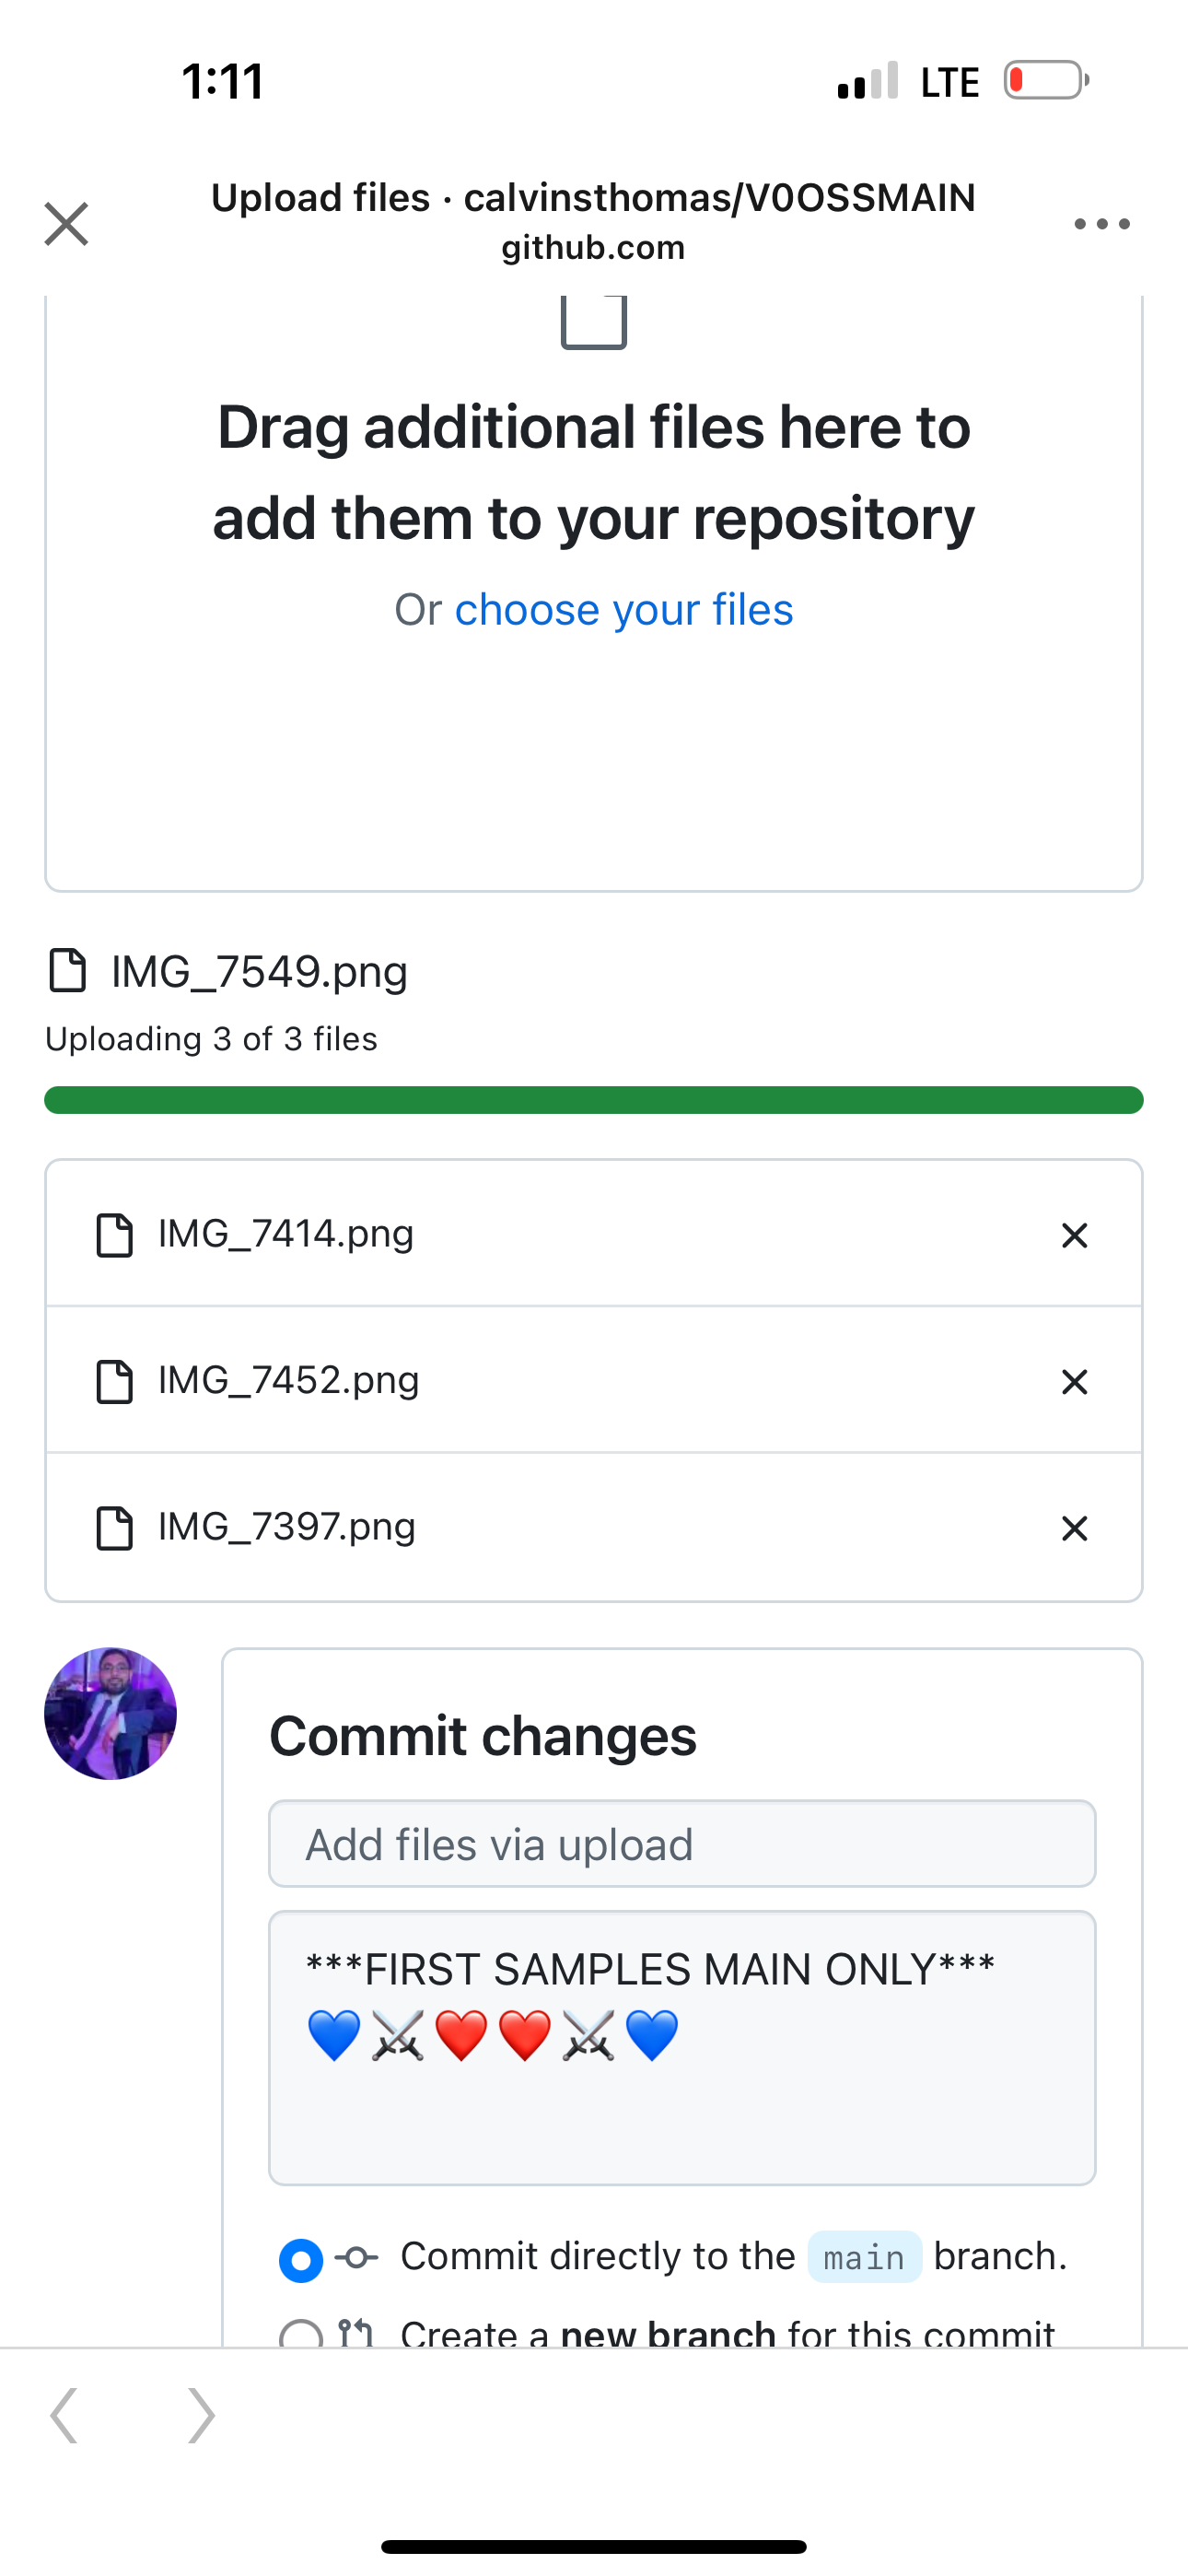 1:11
LTE
Upload files · calvinsthomas/V0OSSMAIN
github.com
Drag additional files here to
add them to your repository
Or choose your files
IMG_7549.png
Uploading 3 of 3 files
IMG_7414.png
IMG_7452.png
IMG_7397.png
Commit changes
Add files via upload
***FIRST SAMPLES MAIN ONLY***
💙⚔️❤️❤️⚔️💙
Commit directly to the main branch.
Create a new branch for this commit